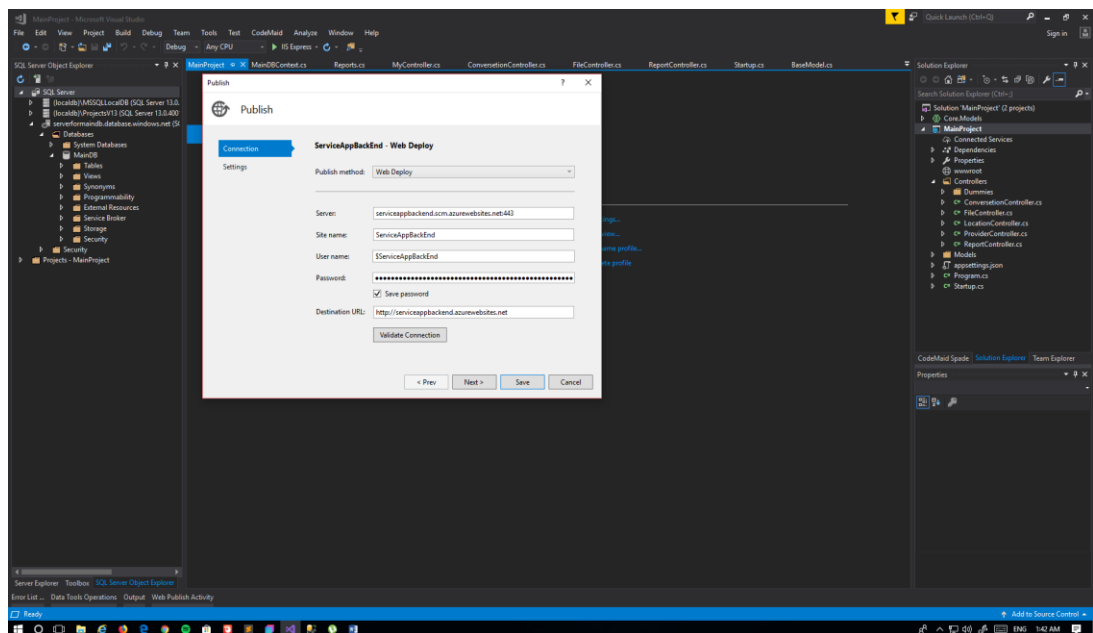 MainProject - Microsoft Visual Studio
Quick Launch (Ctrl+Q)
File Edit View Project Build Debug Team Tools Test CodeMaid Analyze Window Help
Sign in
Debug Any CPU IIS Express
SQL Server Object Explorer
MainProject MainDBContext.cs Reports.cs MyController.cs ConversetionController.cs FileController.cs ReportController.cs Startup.cs BaseModel.cs
Solution Explorer
SQL Server
(localdb)\MSSQLLocalDB (SQL Server 13.0.
(localdb)\ProjectsV13 (SQL Server 13.0.400
serverformaindb.database.windows.net (S
Databases
System Databases
MainDB
Tables
Views
Synonyms
Programmability
External Resources
Service Broker
Storage
Security
Security
Projects - MainProject
Publish
?
Publish
Connection
Settings
ServiceAppBackEnd - Web Deploy
Publish method: Web Deploy
Server: serviceappbackend.scm.azurewebsites.net:443
Site name: ServiceAppBackEnd
User name: $ServiceAppBackEnd
Password:
Save password
Destination URL: http://serviceappbackend.azurewebsites.net
Validate Connection
< Prev Next > Save Cancel
ings...
view...
ame profile...
ete profile
Search Solution Explorer (Ctrl+;)
Solution 'MainProject' (2 projects)
Core.Models
MainProject
Connected Services
Dependencies
Properties
wwwroot
Controllers
Dummies
C# ConversetionController.cs
C# FileController.cs
C# LocationController.cs
C# ProviderController.cs
C# ReportController.cs
Models
appsettings.json
C# Program.cs
C# Startup.cs
CodeMaid Spade Solution Explorer Team Explorer
Properties
Server Explorer Toolbox SQL Server Object Explorer
Error List ... Data Tools Operations Output Web Publish Activity
Ready
Add to Source Control
ENG 1:42 AM